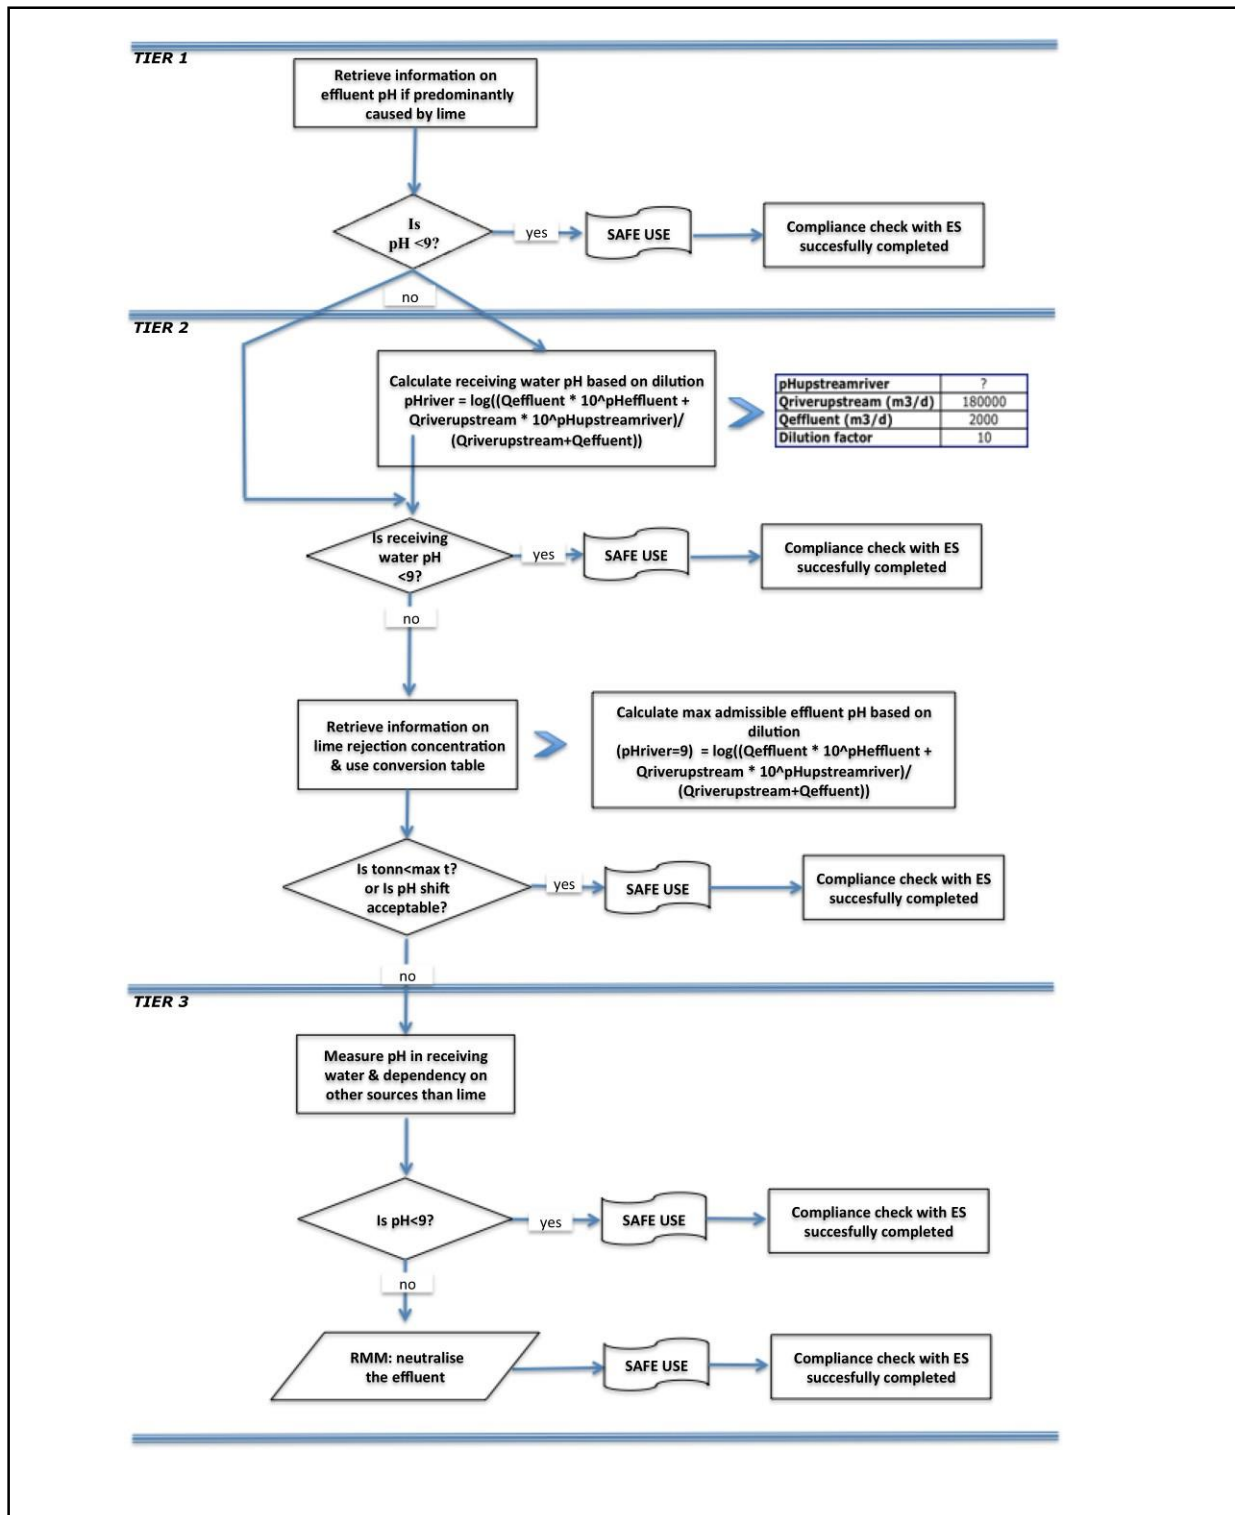 TIER 1
Retrieve information on
effluent pH if predominantly
caused by lime
Is
pH <9?
yes
SAFE USE
Compliance check with ES
succesfully completed
no
TIER 2
Calculate receiving water pH based on dilution
pHriver = log((Qeffluent * 10^pHeffluent +
Qriverupstream * 10^pHupstreamriver)/
(Qriverupstream+Qeffuent))
pHupstreamriver ?
Qriverupstream (m3/d) 180000
Qeffluent (m3/d) 2000
Dilution factor 10
Is receiving
water pH
<9?
yes
SAFE USE
Compliance check with ES
succesfully completed
no
Retrieve information on
lime rejection concentration
& use conversion table
Calculate max admissible effluent pH based on
dilution
(pHriver=9) = log((Qeffluent * 10^pHeffluent +
Qriverupstream * 10^pHupstreamriver)/
(Qriverupstream+Qeffuent))
Is tonn<max t?
or Is pH shift
acceptable?
yes
SAFE USE
Compliance check with ES
succesfully completed
no
TIER 3
Measure pH in receiving
water & dependency on
other sources than lime
Is pH<9?
yes
SAFE USE
Compliance check with ES
succesfully completed
no
RMM: neutralise
the effluent
SAFE USE
Compliance check with ES
succesfully completed